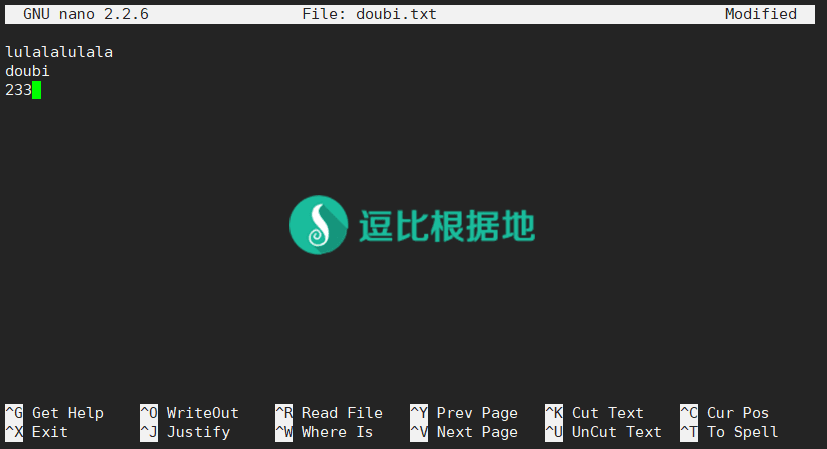 GNU nano 2.2.6 File: doubi.txt Modified
lulalalulala
doubi
233
逗比根据地
^G Get Help ^O WriteOut ^R Read File ^Y Prev Page ^K Cut Text ^C Cur Pos
^X Exit ^J Justify ^W Where Is ^V Next Page ^U UnCut Text ^T To Spell